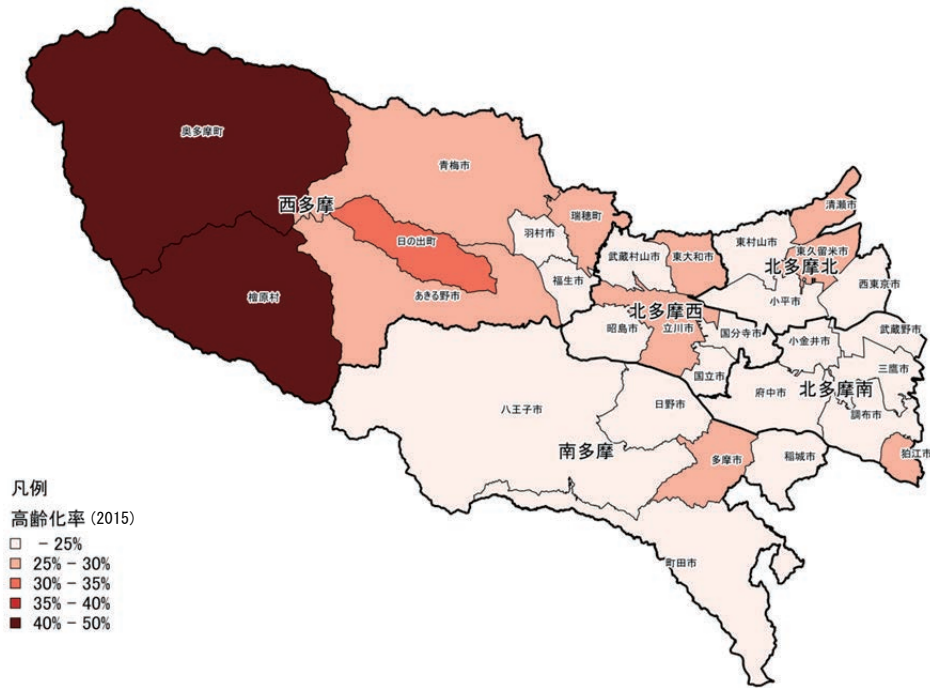 奥多摩町
青梅市
西多摩
瑞穂町
羽村市
日の出町
檜原村
あきる野市
福生市
清瀬市
東村山市
東久留米市
武蔵村山市
東大和市
北多摩北
西東京市
小平市
北多摩西
昭島市
立川市
国分寺市
小金井市
武蔵野市
三鷹市
国立市
府中市
北多摩南
調布市
八王子市
日野市
南多摩
多摩市
稲城市
狛江市
町田市
凡例
高齢化率 (2015)
- 25%
25% - 30%
30% - 35%
35% - 40%
40% - 50%